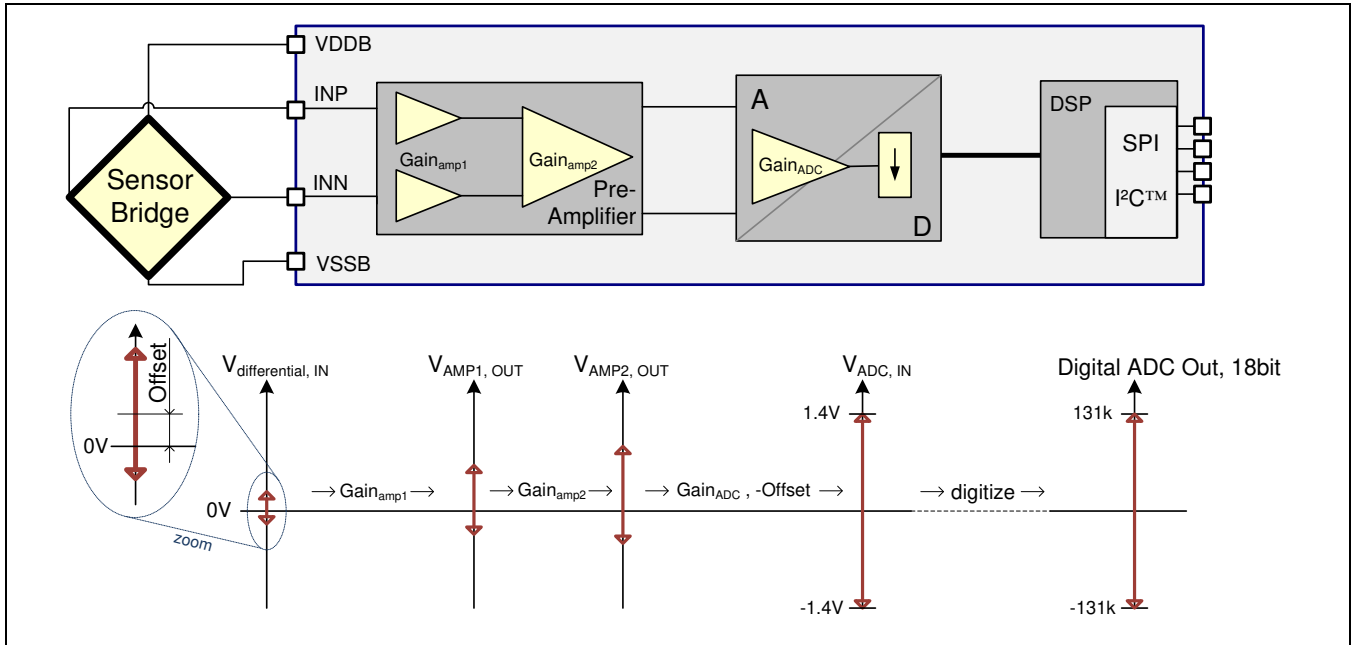 VDDB
INP
INN
VSSB
Sensor
Bridge
Gainamp1
Gainamp2
Pre-
Amplifier
A
GainADC
D
DSP
SPI
I²C™
Offset
0V
zoom
Vdifferential, IN
VAMP1, OUT
VAMP2, OUT
VADC, IN
Digital ADC Out, 18bit
1.4V
131k
0V
→ Gainamp1 →
→ Gainamp2 →
→ GainADC , -Offset →
→ digitize →
-1.4V
-131k